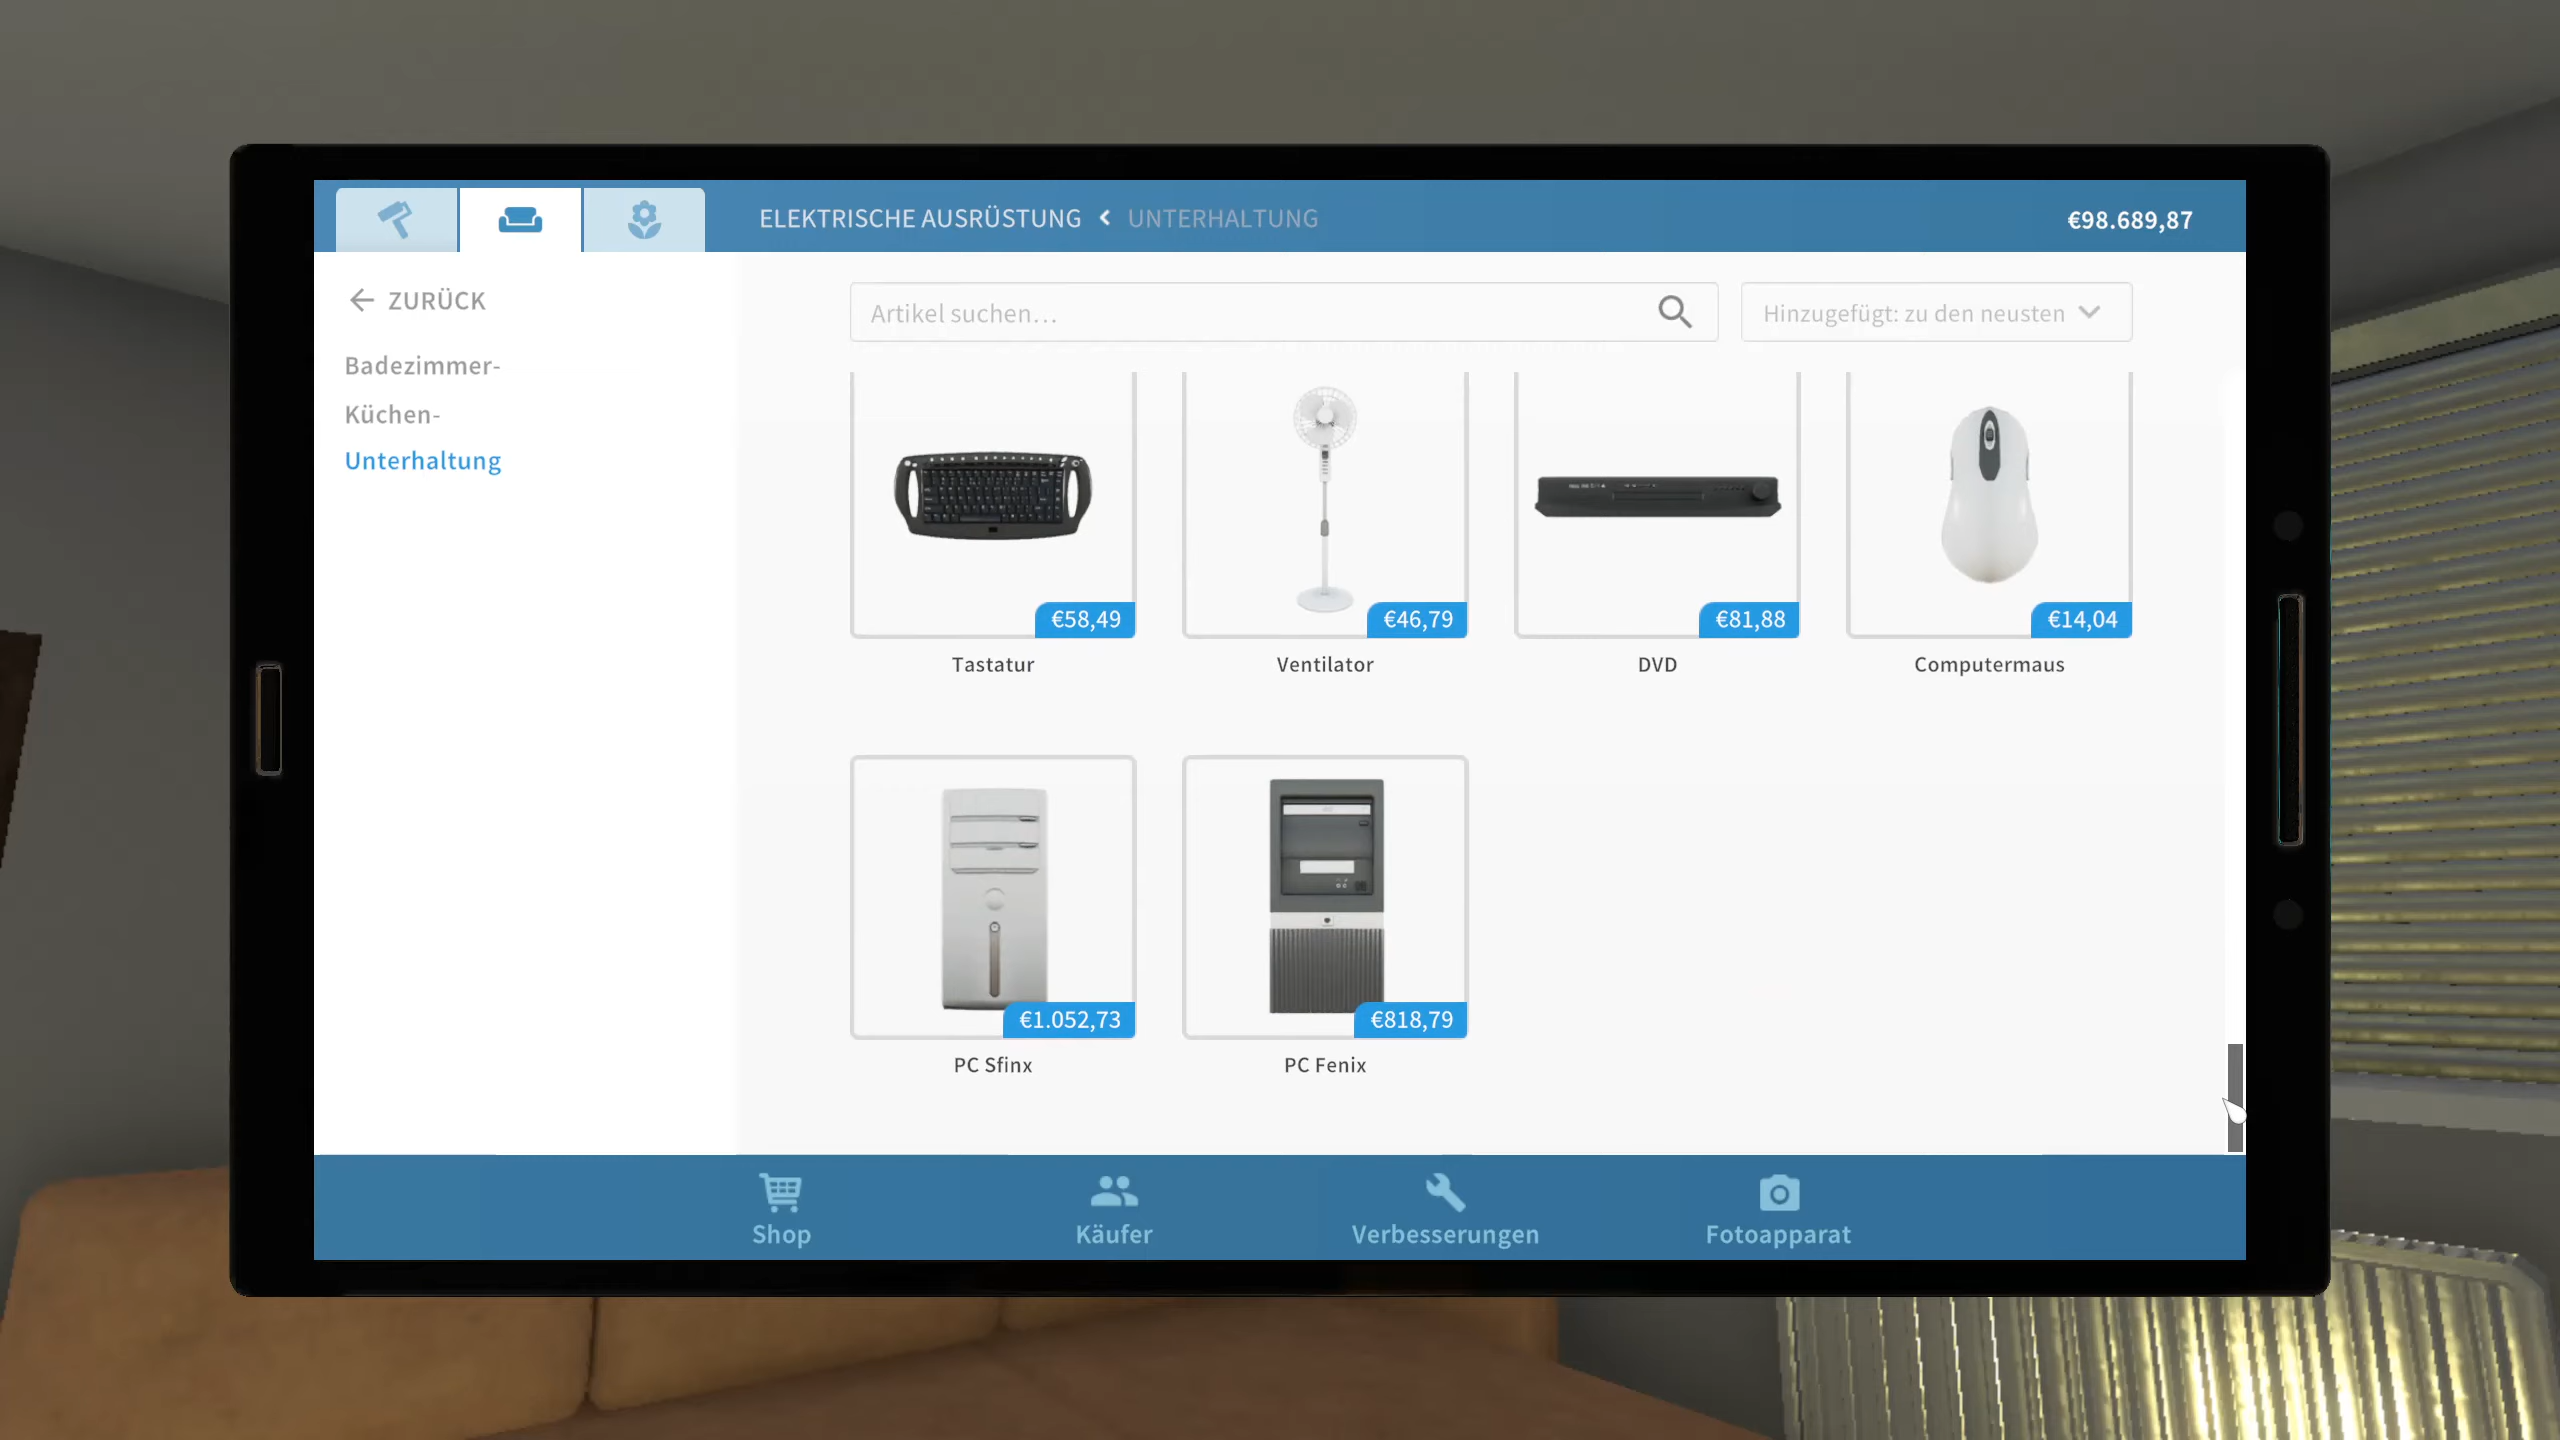 ELEKTRISCHE AUSRÜSTUNG UNTERHALTUNG
€98.689,87
ZURÜCK
Badezimmer-
Küchen-
Unterhaltung
Artikel suchen...
Hinzugefügt: zu den neusten
€58,49
€46,79
€81,88
€14,04
Tastatur
Ventilator
DVD
Computermaus
€1.052,73
€818,79
PC Sfinx
PC Fenix
Shop
Käufer
Verbesserungen
Fotoapparat